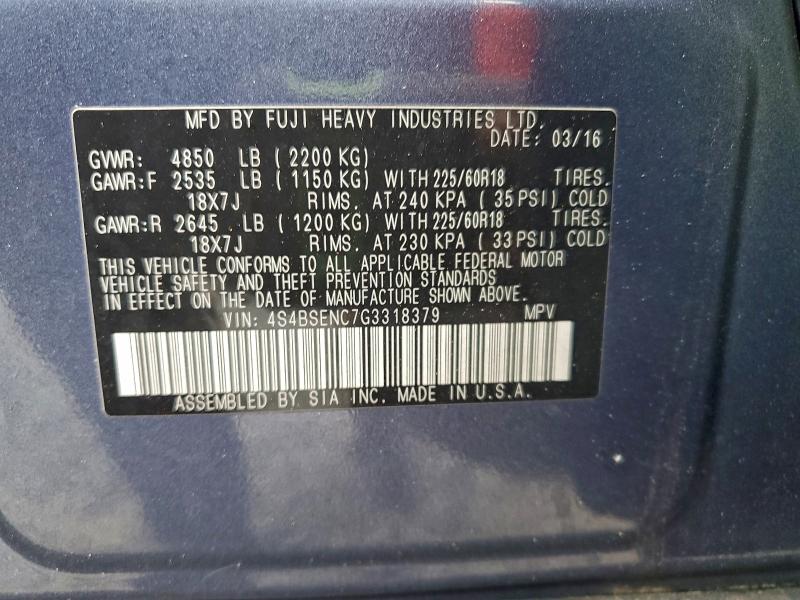 MFD BY FUJI HEAVY INDUSTRIES LTD.
DATE: 03/16
GVWR: 4850 LB (2200 KG)
GAWR:F 2535 LB (1150 KG) WITH 225/60R18 TIRES.
18X7J RIMS. AT 240 KPA (35 PSI) COLD
GAWR:R 2645 LB (1200 KG) WITH 225/60R18 TIRES.
18X7J RIMS. AT 230 KPA (33 PSI) COLD
THIS VEHICLE CONFORMS TO ALL APPLICABLE FEDERAL MOTOR
VEHICLE SAFETY AND THEFT PREVENTION STANDARDS
IN EFFECT ON THE DATE OF MANUFACTURE SHOWN ABOVE.
VIN: 4S4BSENC7G3318379 MPV
ASSEMBLED BY SIA INC. MADE IN U.S.A.